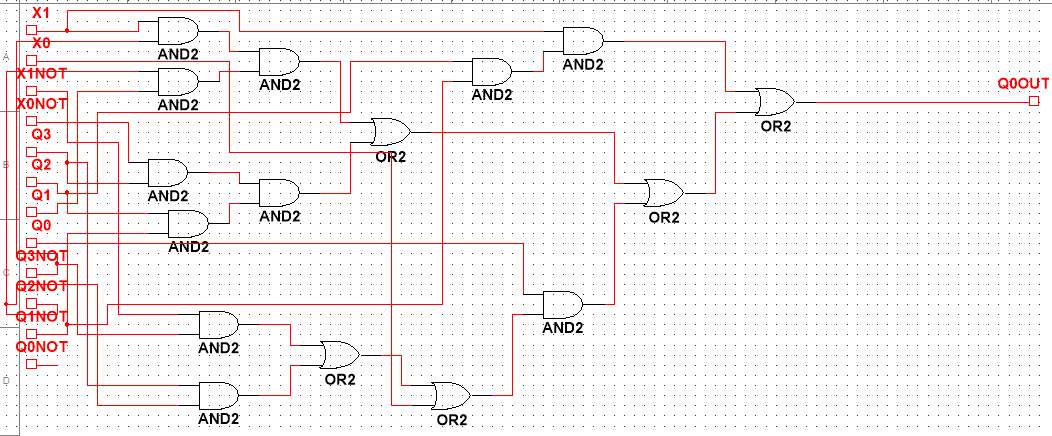 X1
X0
X1NOT
X0NOT
Q3
Q2
Q1
Q0
Q3NOT
Q2NOT
Q1NOT
Q0NOT
AND2
AND2
AND2
AND2
AND2
OR2
AND2
AND2
AND2
AND2
OR2
OR2
AND2
AND2
OR2
OR2
Q0OUT
A
B
C
D